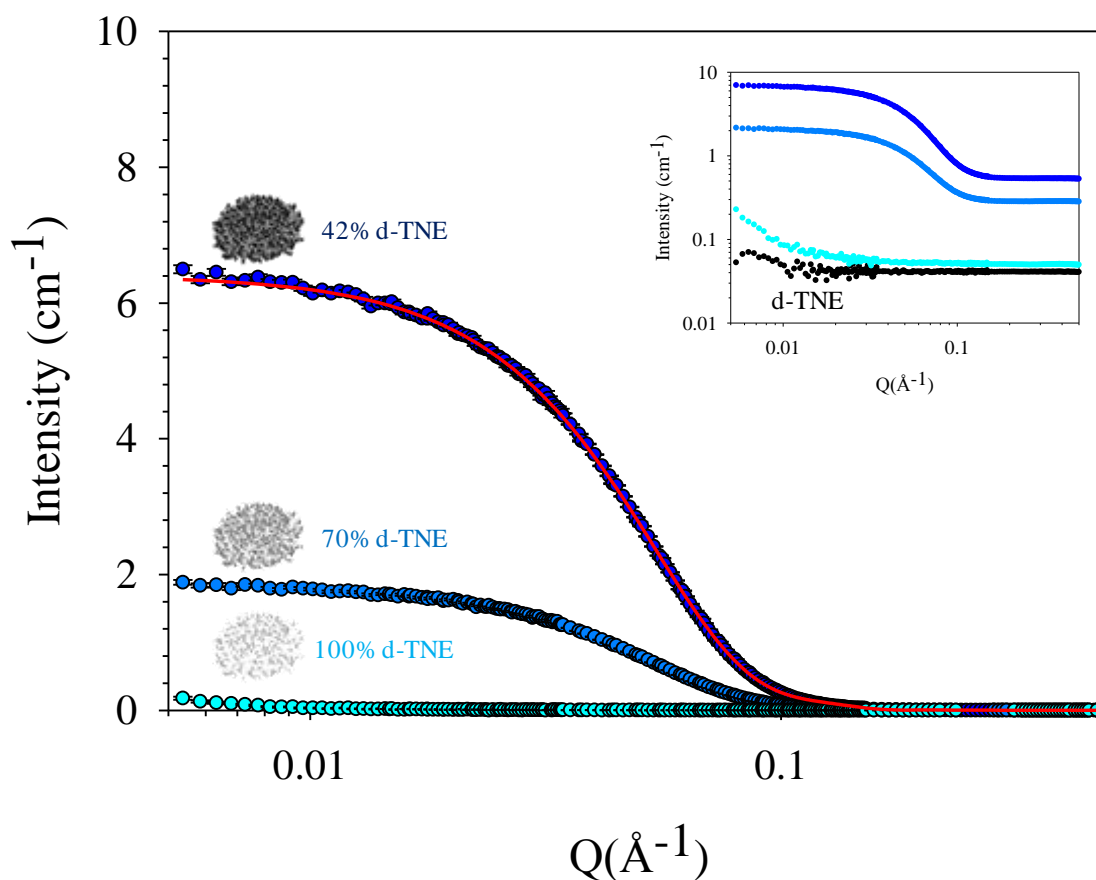 10
8
6
4
2
0
Intensity (cm⁻¹)
0.01
0.1
Q(Å⁻¹)
42% d-TNE
70% d-TNE
100% d-TNE
10
1
0.1
0.01
Intensity (cm⁻¹)
d-TNE
0.01
0.1
Q(Å⁻¹)